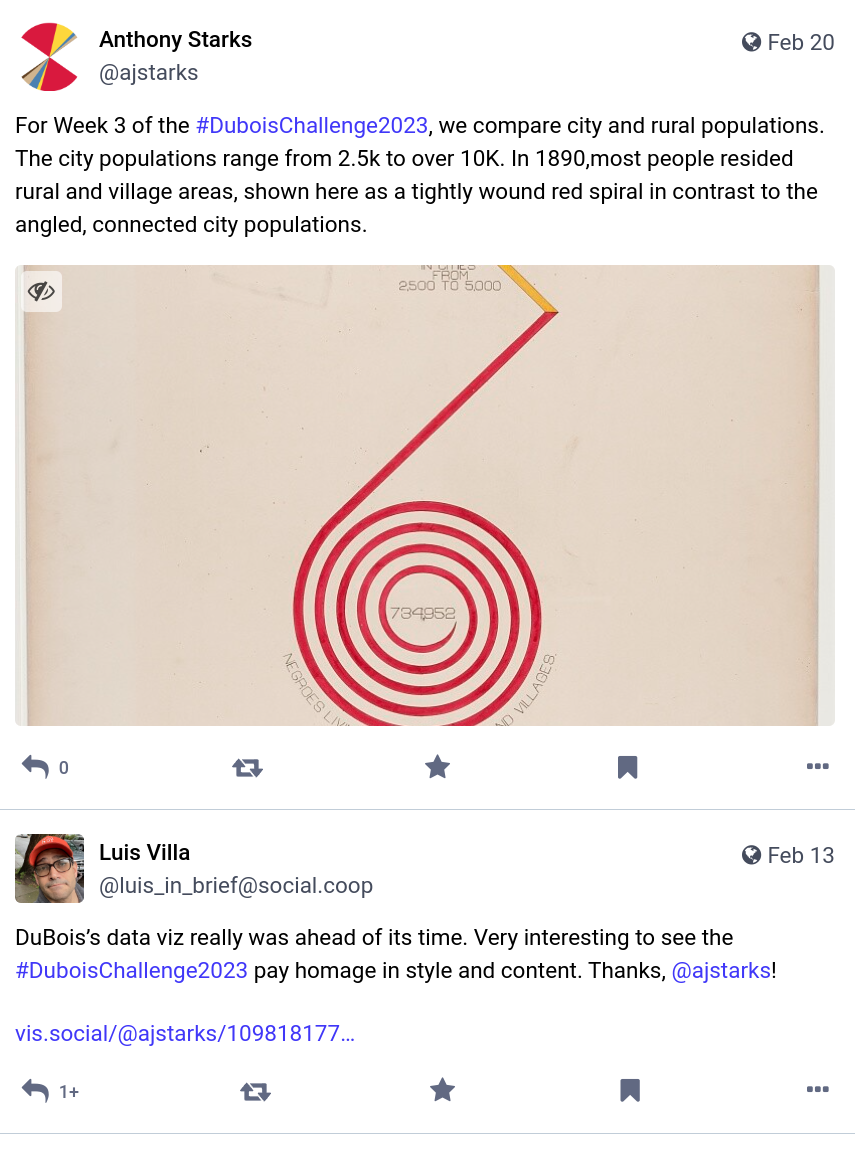 Anthony Starks
Feb 20
@ajstarks
For Week 3 of the #DuboisChallenge2023, we compare city and rural populations.
The city populations range from 2.5k to over 10K. In 1890,most people resided
rural and village areas, shown here as a tightly wound red spiral in contrast to the
angled, connected city populations.
IN CITIES
FROM
2,500 TO 5,000
734952
NEGROES
VILLAGES.
0
Luis Villa
Feb 13
@luis_in_brief@social.coop
DuBois’s data viz really was ahead of its time. Very interesting to see the
#DuboisChallenge2023 pay homage in style and content. Thanks, @ajstarks!
vis.social/@ajstarks/109818177…
1+